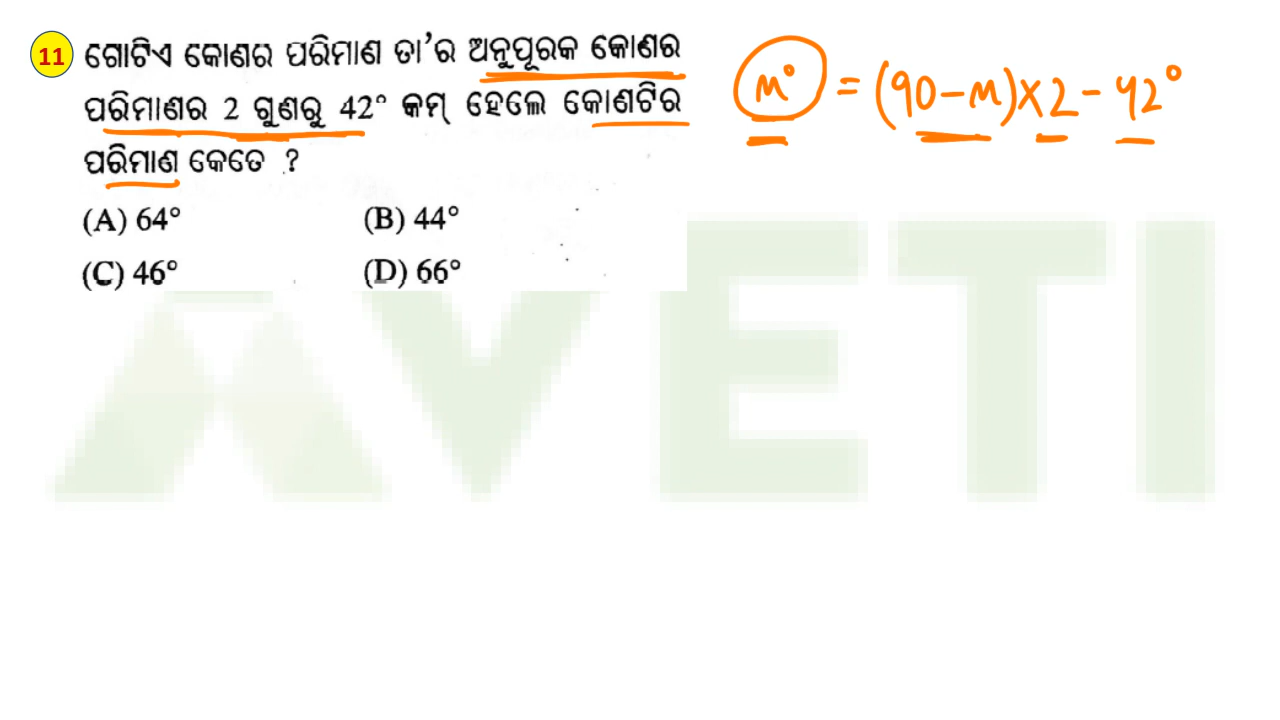 11 ଗୋଟିଏ କୋଣର ପରିମାଣ ତା’ର ଅନୁପୂରକ କୋଣର
ପରିମାଣର 2 ଗୁଣରୁ 42° କମ୍ ହେଲେ କୋଣଟିର
ପରିମାଣ କେତେ ?
(A) 64° (B) 44°
(C) 46° (D) 66°
m° = (90-m)×2-42°
AVETI